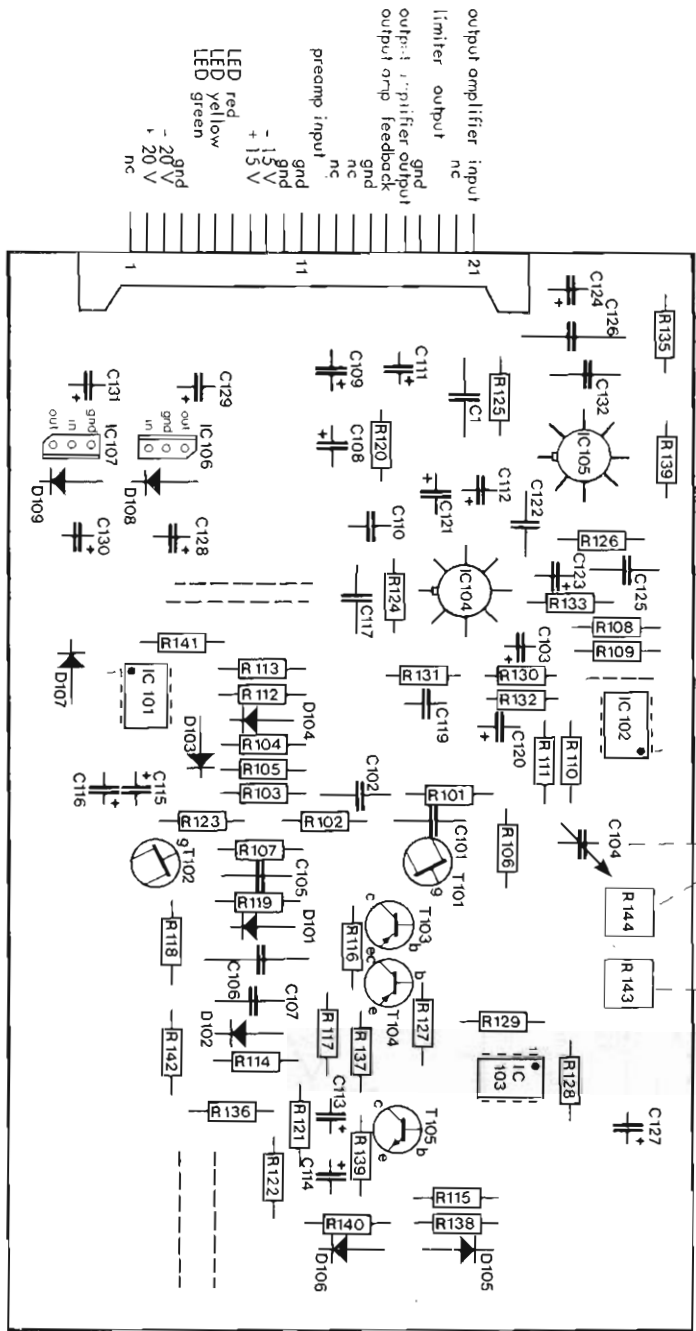 output amplifier input
nc
limiter output
gnd
output amplifier output
output amp feedback
gnd
nc
preamp input
nc
gnd
gnd
- 15 V
+ 15 V
LED red
LED yellow
LED green
gnd
- 20 V
+ 20 V
nc
1
11
21
C124
C126
R135
C132
C131
C129
C109
C111
C1
R125
out
in
gnd
IC107
in
gnd
out
IC106
C108
R120
IC105
R139
D109
D108
C121
C112
C122
C130
C128
C110
R126
C123
C125
C117
R124
IC104
R133
R108
R109
R141
C103
D107
IC 101
R113
R112
R131
R130
R132
D103
D104
R104
R105
R103
C119
C120
IC102
R111
R110
C116
C115
C102
R101
R123
R102
C101
R106
C104
g
T102
R107
C105
g
T101
R119
D101
R144
R118
R116
c
T103
b
e
C106
C107
c
b
e
T104
R143
D102
R117
R137
R127
R129
R142
R114
IC
103
R128
R136
R121
C113
c
T105
b
e
C127
R122
C114
R139
R115
R140
R138
D106
D105